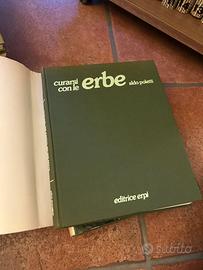 curarsi
con le erbe aldo poletti
editrice erpi
subito